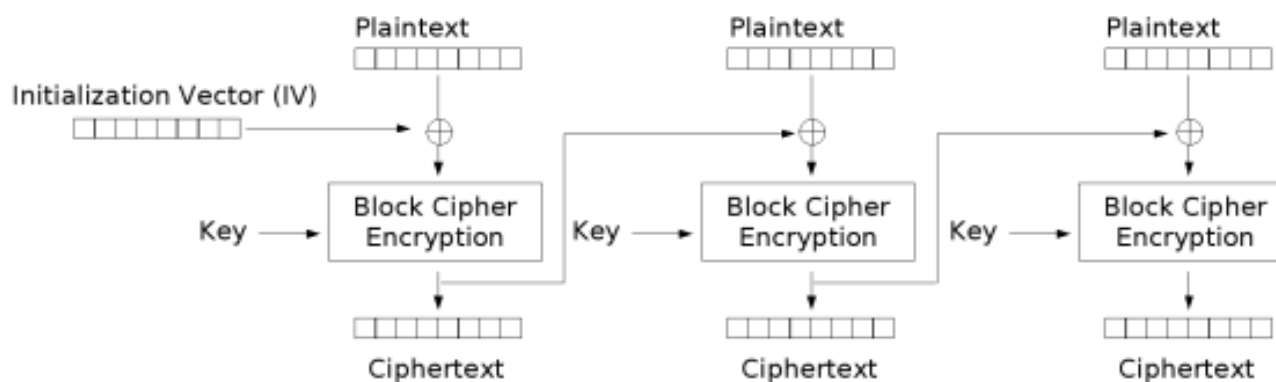 Plaintext Plaintext Plaintext
Initialization Vector (IV)
Key Block Cipher Encryption Key Block Cipher Encryption Key Block Cipher Encryption
Ciphertext Ciphertext Ciphertext